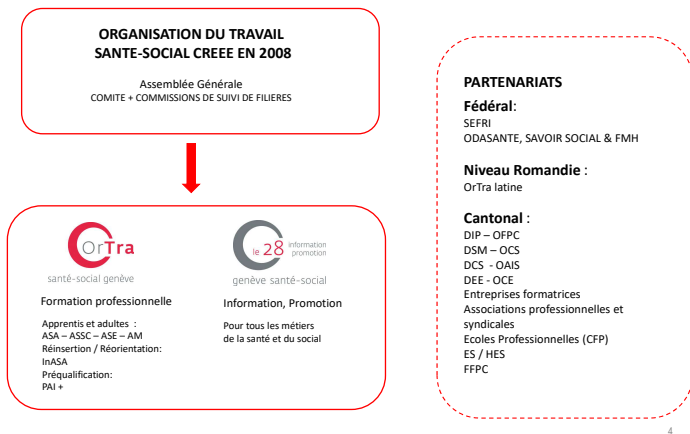 ORGANISATION DU TRAVAIL
SANTE-SOCIAL CREEE EN 2008
Assemblée Générale
COMITE + COMMISSIONS DE SUIVI DE FILIERES
OrTra
santé-social genève
Formation professionnelle
Apprentis et adultes :
ASA – ASSC – ASE – AM
Réinsertion / Réorientation:
InASA
Préqualification:
PAI +
le 28 information
promotion
genève santé-social
Information, Promotion
Pour tous les métiers
de la santé et du social
PARTENARIATS
Fédéral:
SEFRI
ODASANTE, SAVOIR SOCIAL & FMH
Niveau Romandie :
OrTra latine
Cantonal :
DIP – OFPC
DSM – OCS
DCS - OAIS
DEE - OCE
Entreprises formatrices
Associations professionnelles et
syndicales
Ecoles Professionnelles (CFP)
ES / HES
FFPC
4